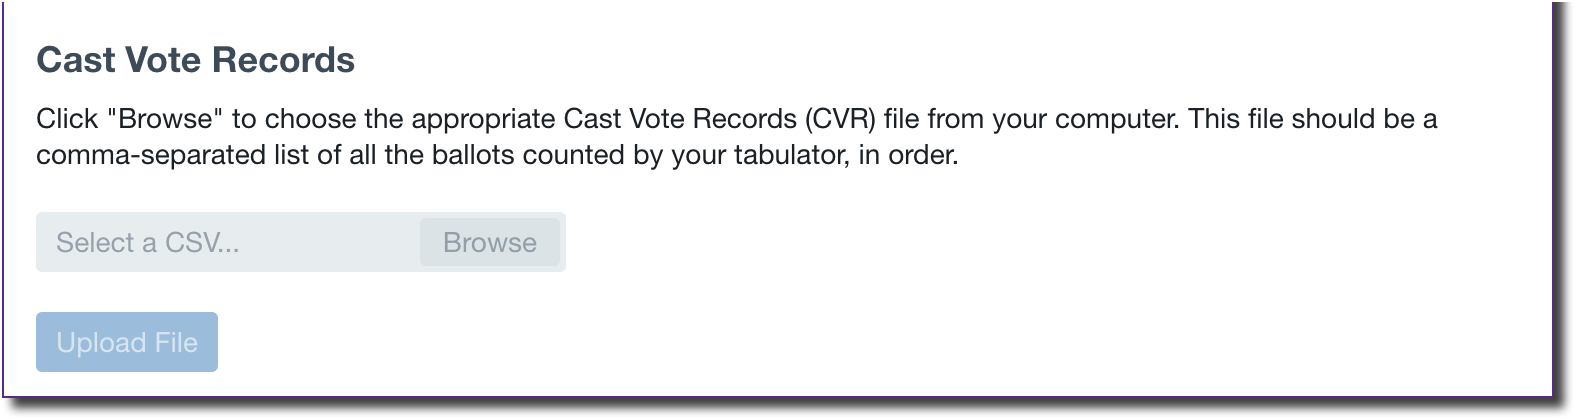 Cast Vote Records
Click "Browse" to choose the appropriate Cast Vote Records (CVR) file from your computer. This file should be a
comma-separated list of all the ballots counted by your tabulator, in order.
Select a CSV...
Browse
Upload File